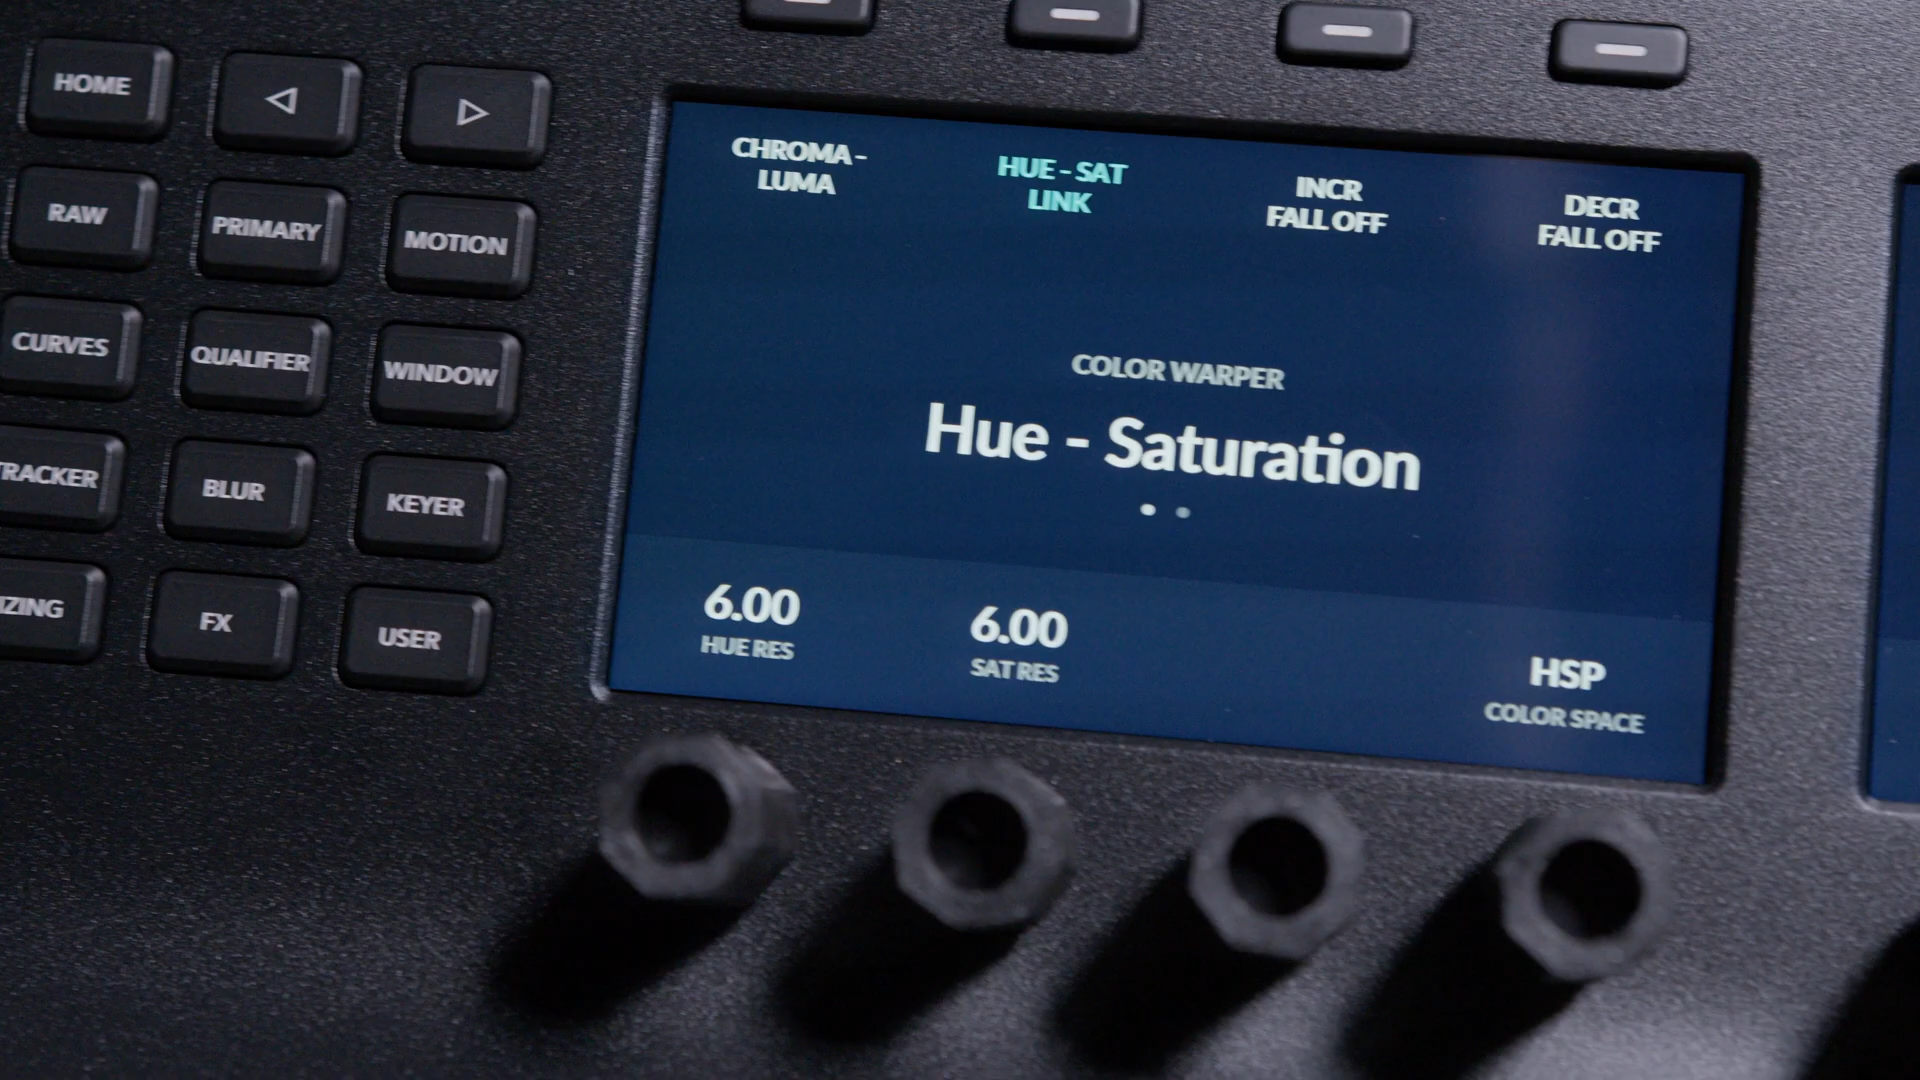 HOME
RAW PRIMARY MOTION
CURVES QUALIFIER WINDOW
TRACKER BLUR KEYER
IZING FX USER
CHROMA -
LUMA
HUE - SAT
LINK
INCR
FALL OFF
DECR
FALL OFF
COLOR WARPER
Hue - Saturation
6.00
HUE RES
6.00
SAT RES
HSP
COLOR SPACE